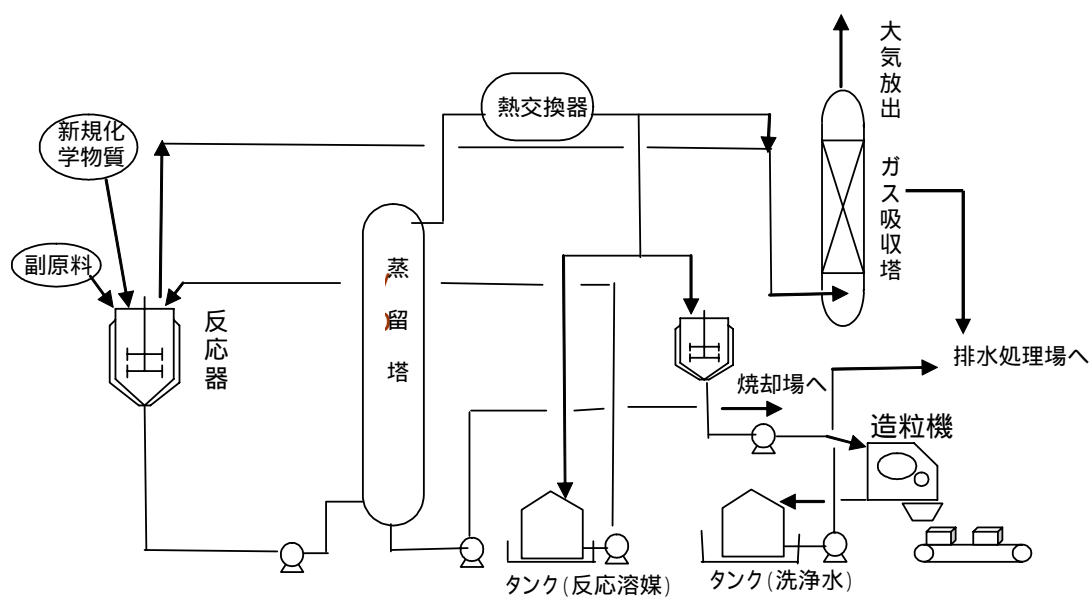 大気放出
熱交換器
新規化
学物質
ガス吸収塔
副原料
蒸留塔
反応器
排水処理場へ
焼却場へ
造粒機
タンク(反応溶媒)
タンク(洗浄水)